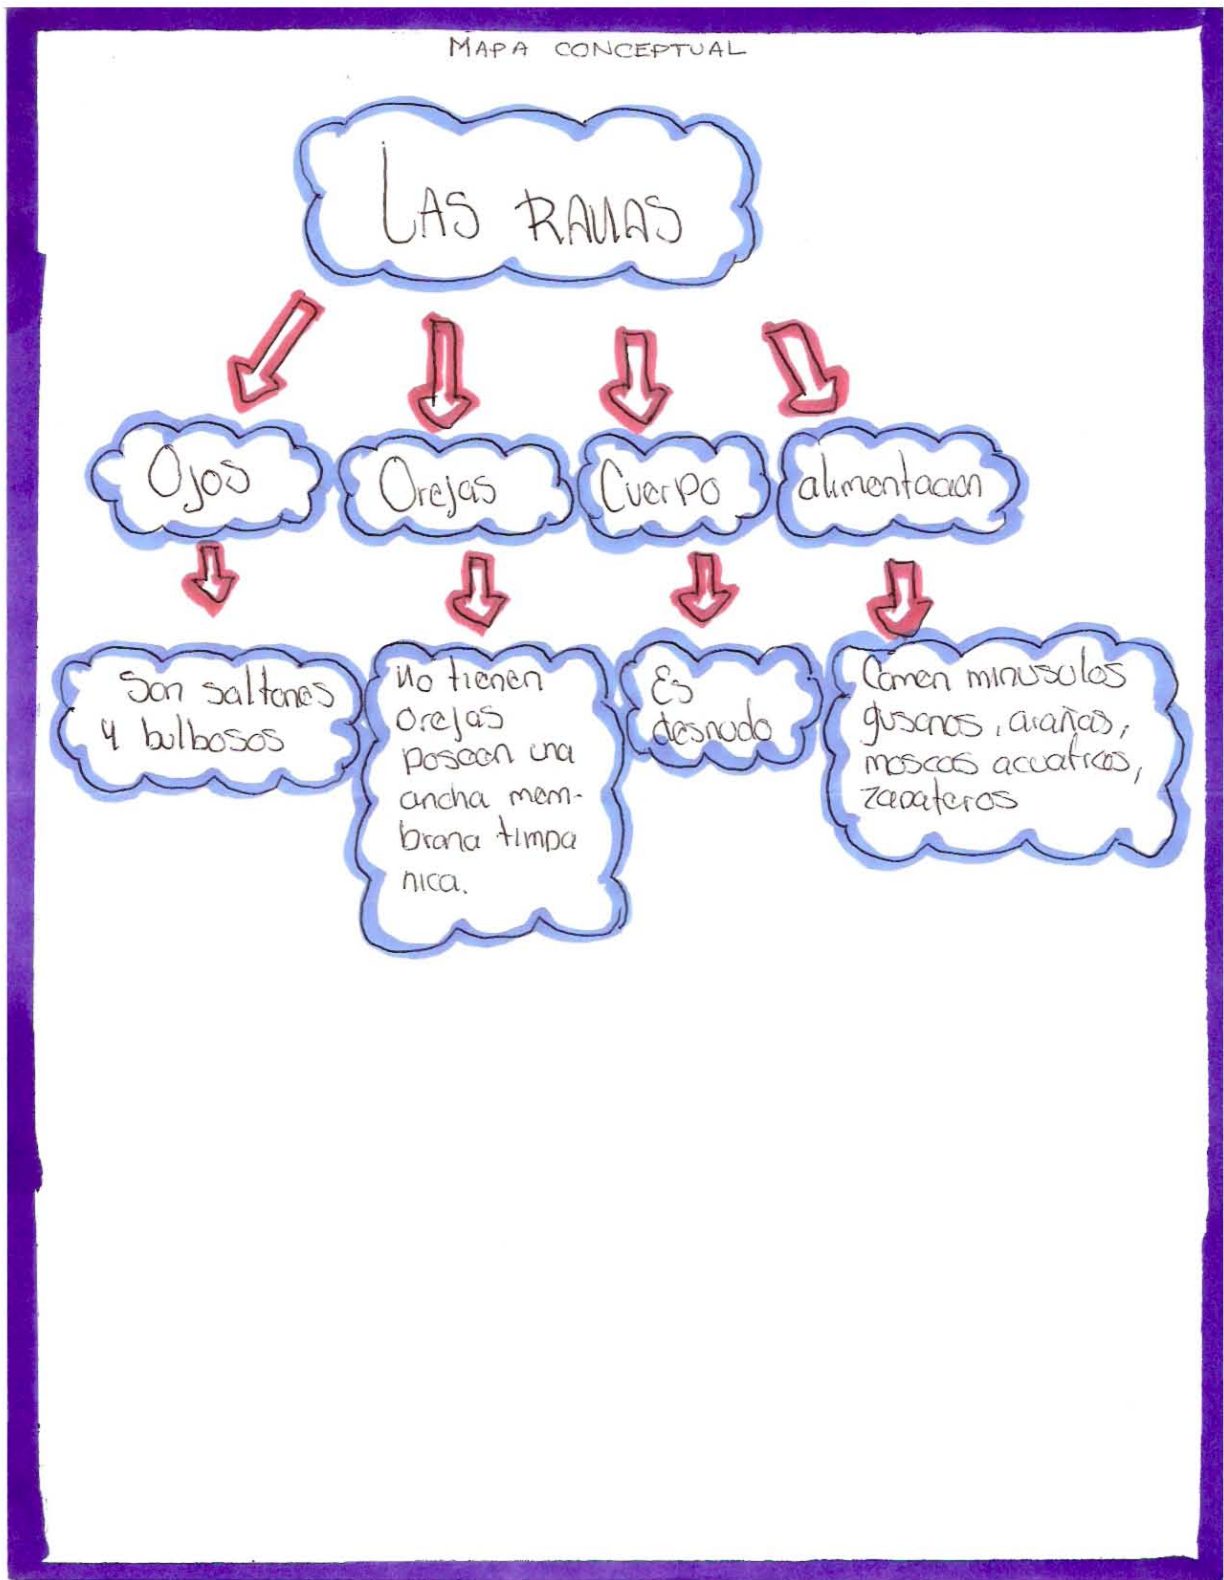 MAPA CONCEPTUAL
LAS RANAS
Ojos
Orejas
Cuerpo
alimentacion
Son saltones
y bulbosos
No tienen
orejas
poseen una
ancha mem-
brana timpa
nica.
Es
desnudo
Comen minusculos
gusanos, arañas,
moscas acuaticas,
zapateros